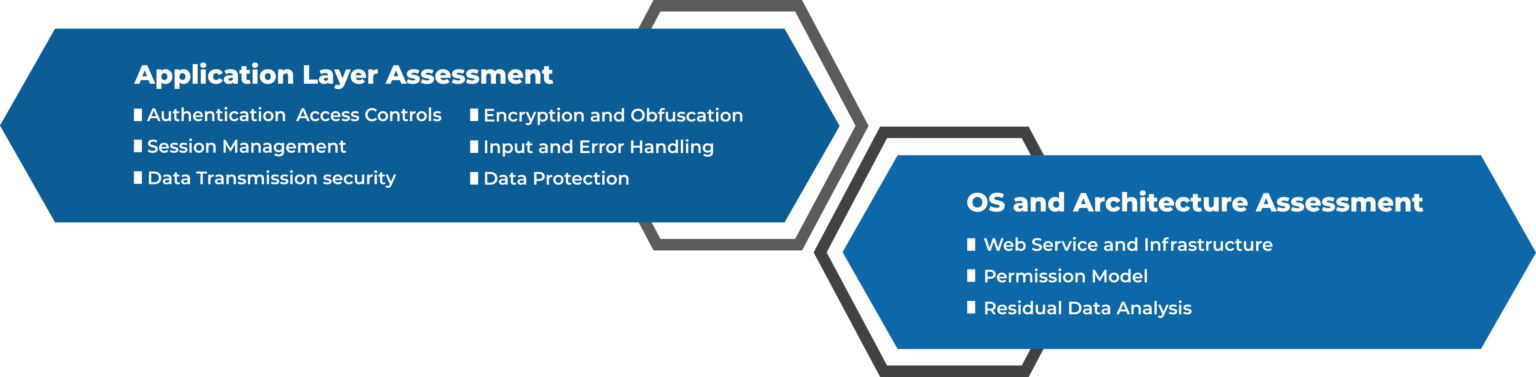 Application Layer Assessment
Authentication  Access Controls
Session Management
Data Transmission security
Encryption and Obfuscation
Input and Error Handling
Data Protection
OS and Architecture Assessment
Web Service and Infrastructure
Permission Model
Residual Data Analysis